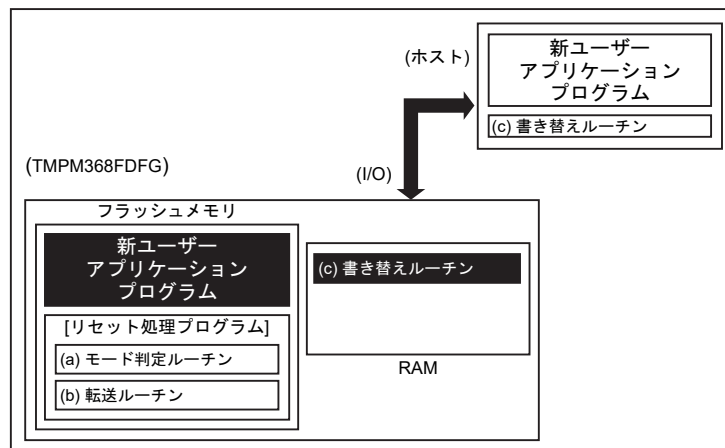 (ホスト)
新ユーザー
アプリケーション
プログラム
(c) 書き替えルーチン
(TMPM368FDFG)
(I/O)
フラッシュメモリ
新ユーザー
アプリケーション
プログラム
[リセット処理プログラム]
(a) モード判定ルーチン
(b) 転送ルーチン
(c) 書き替えルーチン
RAM